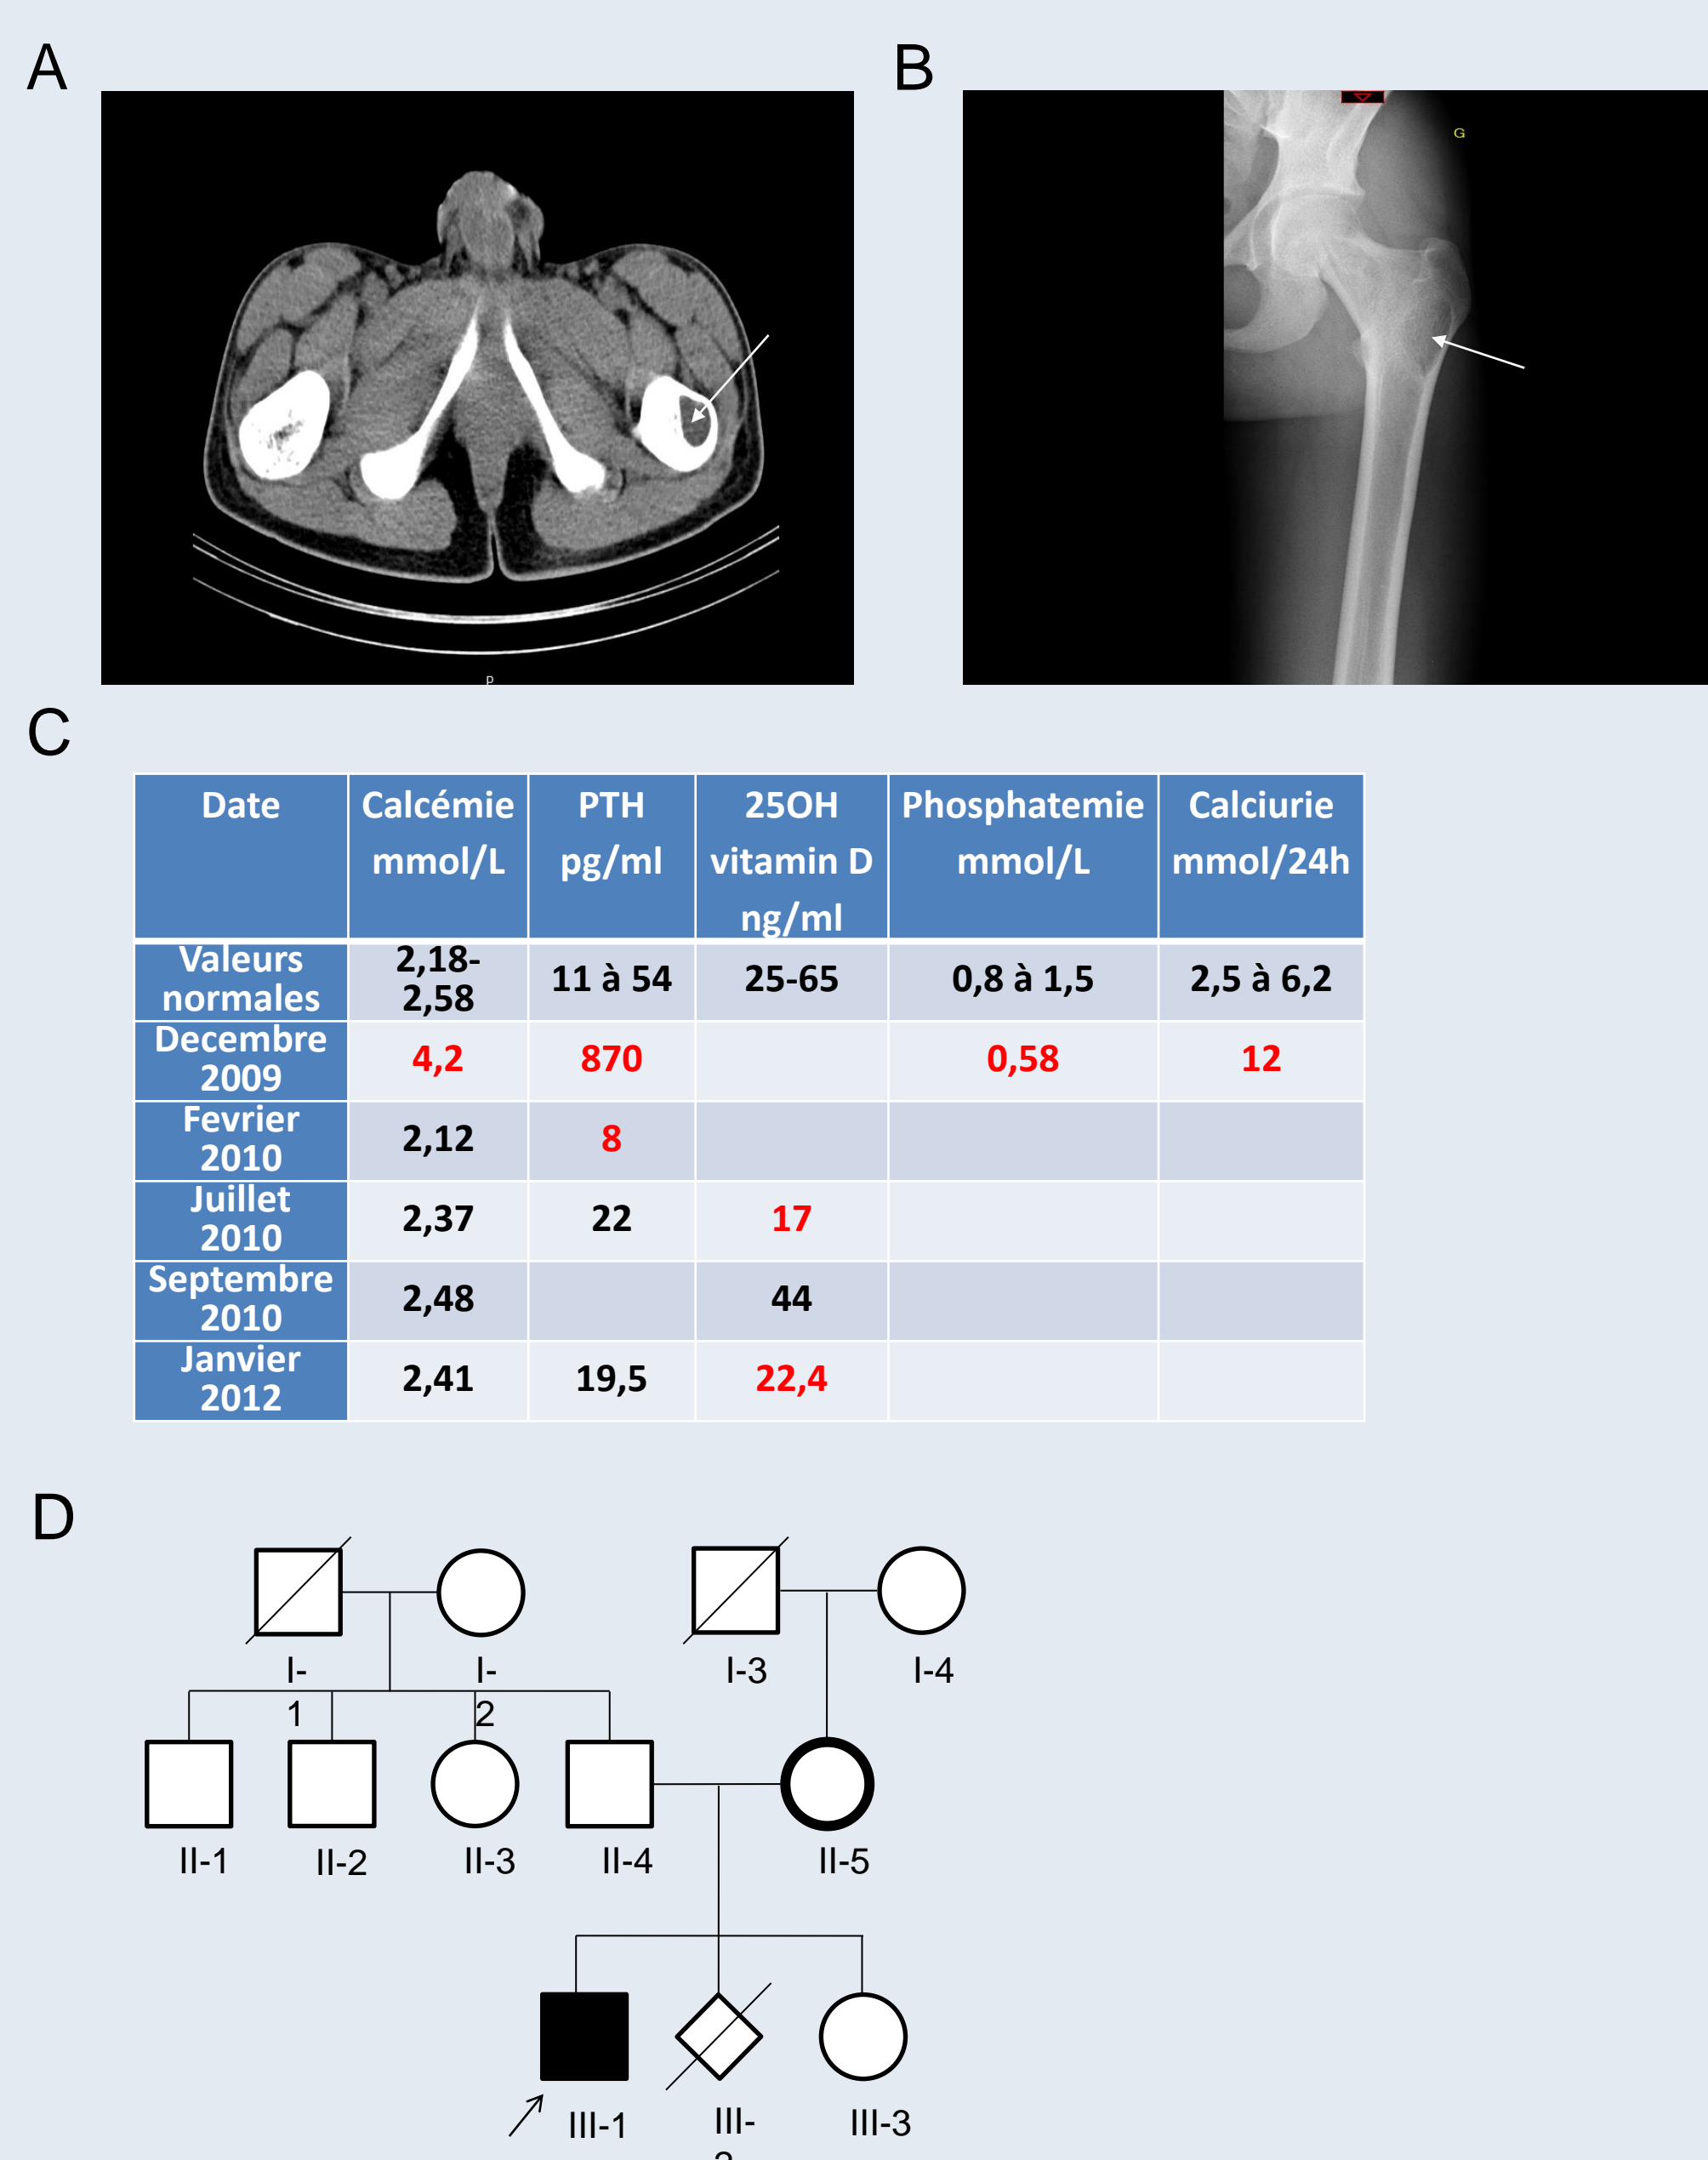 A
B
G
p
C
Date
Calcémie
mmol/L
PTH
pg/ml
25OH
vitamin D
ng/ml
Phosphatemie
mmol/L
Calciurie
mmol/24h
Valeurs
normales
2,18-
2,58
11 à 54
25-65
0,8 à 1,5
2,5 à 6,2
Decembre
2009
4,2
870
0,58
12
Fevrier
2010
2,12
8
Juillet
2010
2,37
22
17
Septembre
2010
2,48
44
Janvier
2012
2,41
19,5
22,4
D
I-
1
I-
2
I-3
I-4
II-1
II-2
II-3
II-4
II-5
III-1
III-
III-3